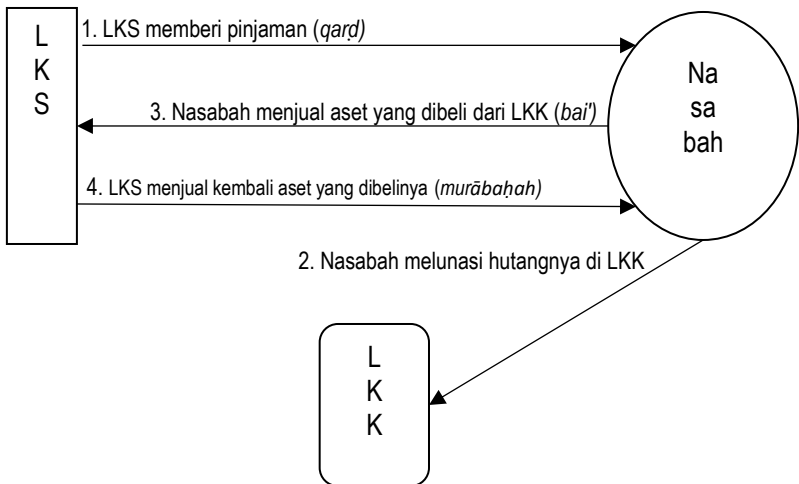 L
K
S
1. LKS memberi pinjaman (qarḍ)
Na
sa
bah
3. Nasabah menjual aset yang dibeli dari LKK (bai')
4. LKS menjual kembali aset yang dibelinya (murābaḥah)
2. Nasabah melunasi hutangnya di LKK
L
K
K